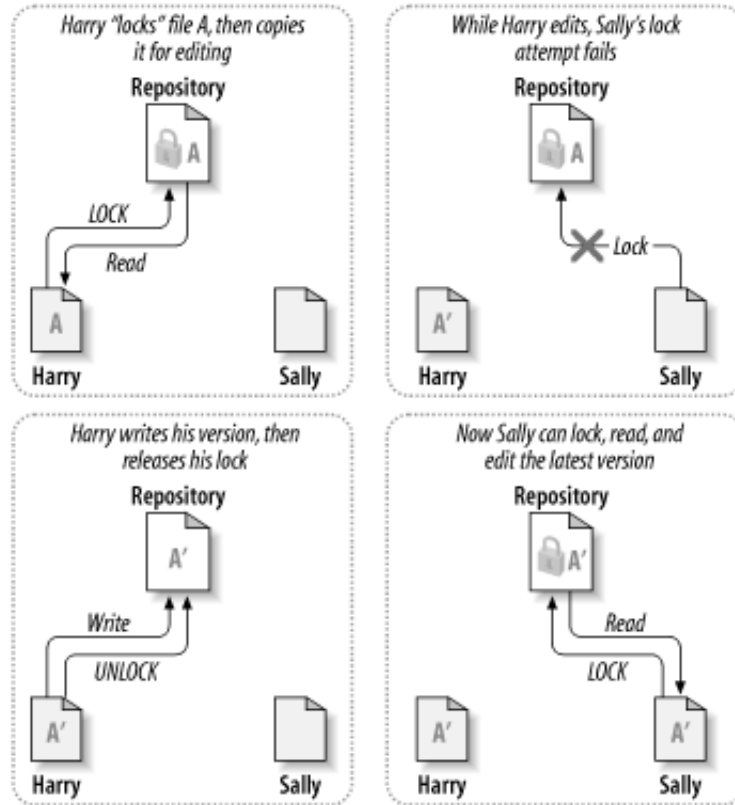 Harry “locks” file A, then copies
it for editing
Repository
A
LOCK
Read
A
Harry
Sally
While Harry edits, Sally’s lock
attempt fails
Repository
A
Lock
A’
Harry
Sally
Harry writes his version, then
releases his lock
Repository
A’
Write
UNLOCK
A’
Harry
Sally
Now Sally can lock, read, and
edit the latest version
Repository
A’
Read
LOCK
A’
A’
Harry
Sally